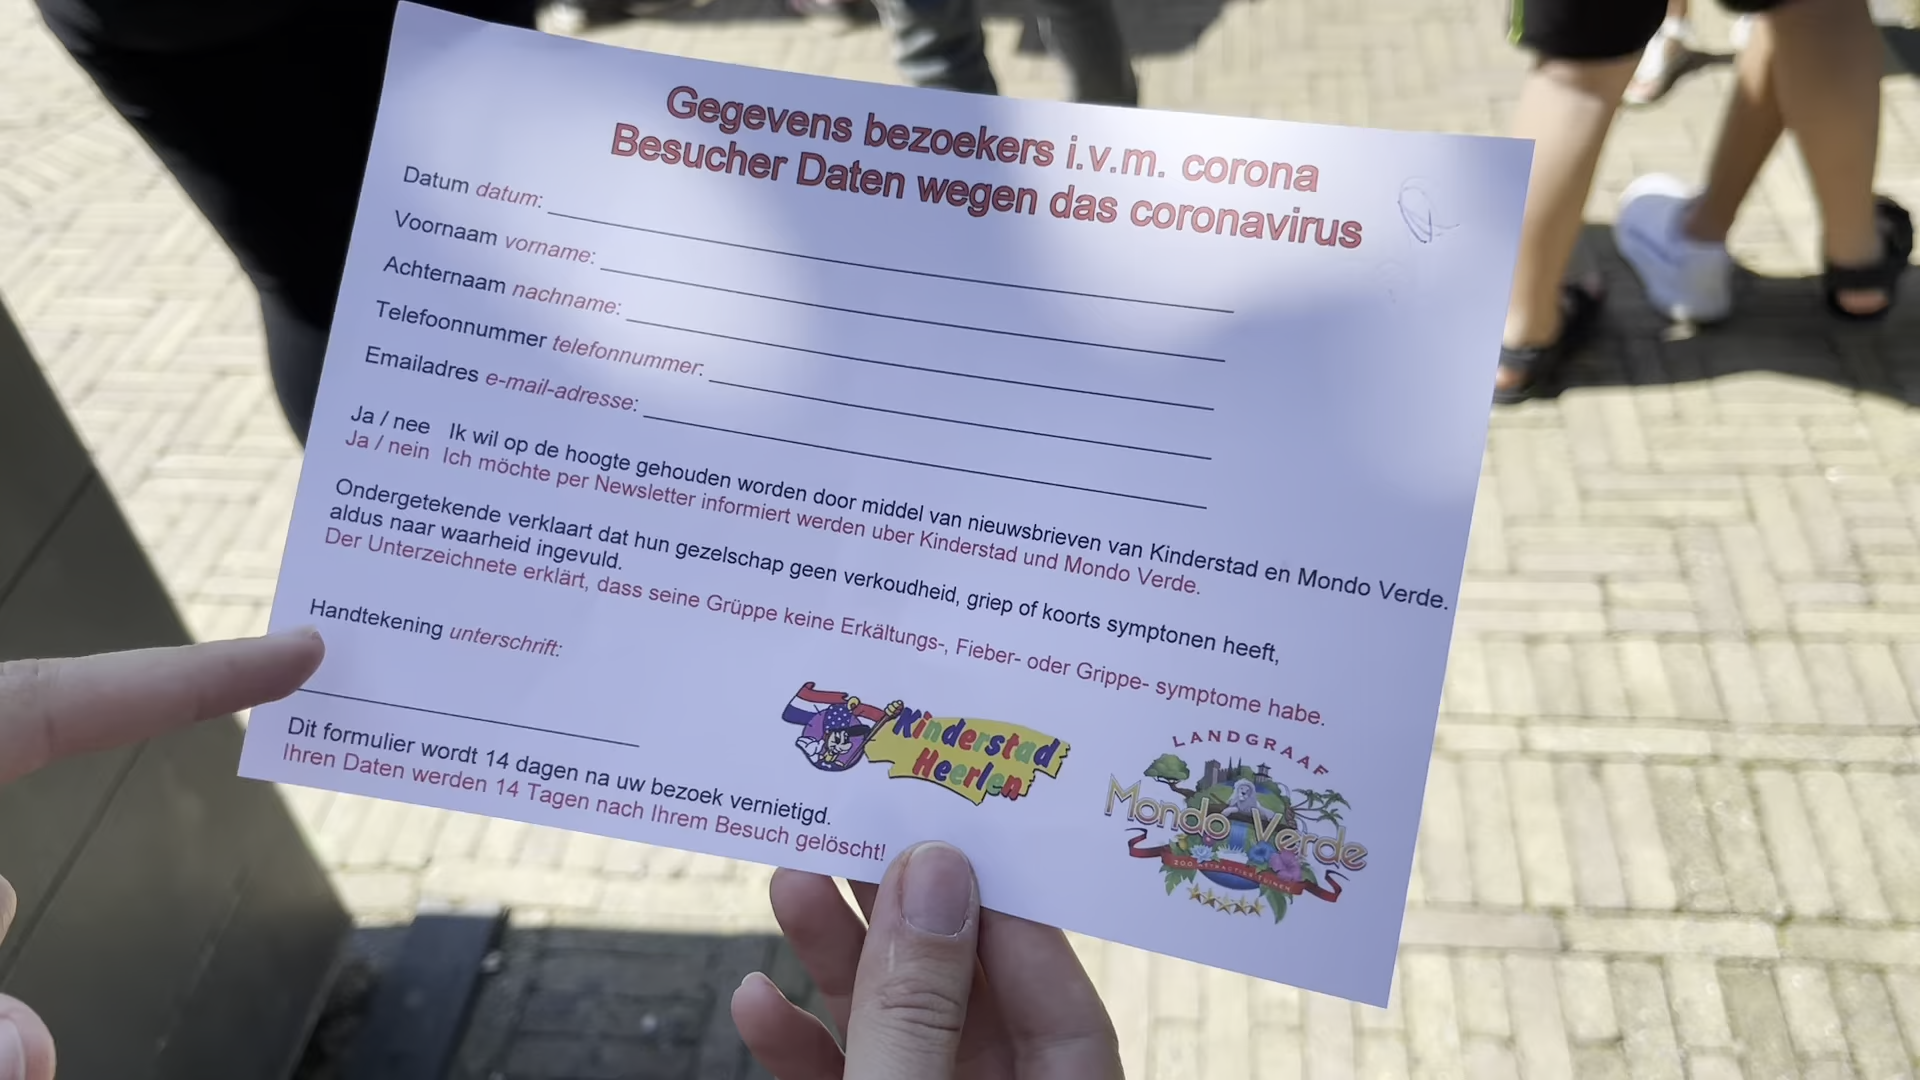 Gegevens bezoekers i.v.m. corona
Besucher Daten wegen das coronavirus
Datum datum:
Voornaam vorname:
Achternaam nachname:
Telefoonnummer telefonnummer:
Emailadres e-mail-adresse:
Ja / nee Ik wil op de hoogte gehouden worden door middel van nieuwsbrieven van Kinderstad en Mondo Verde.
Ja / nein Ich möchte per Newsletter informiert werden uber Kinderstad und Mondo Verde.
Ondergetekende verklaart dat hun gezelschap geen verkoudheid, griep of koorts symptonen heeft,
aldus naar waarheid ingevuld.
Der Unterzeichnete erklärt, dass seine Grüppe keine Erkältungs-, Fieber- oder Grippe- symptome habe.
Handtekening unterschrift:
Dit formulier wordt 14 dagen na uw bezoek vernietigd.
Ihren Daten werden 14 Tagen nach Ihrem Besuch gelöscht!
Kinderstad
Heerlen
LANDGRAAF
Mondo Verde
ZOO ATTRACTIES TUINEN